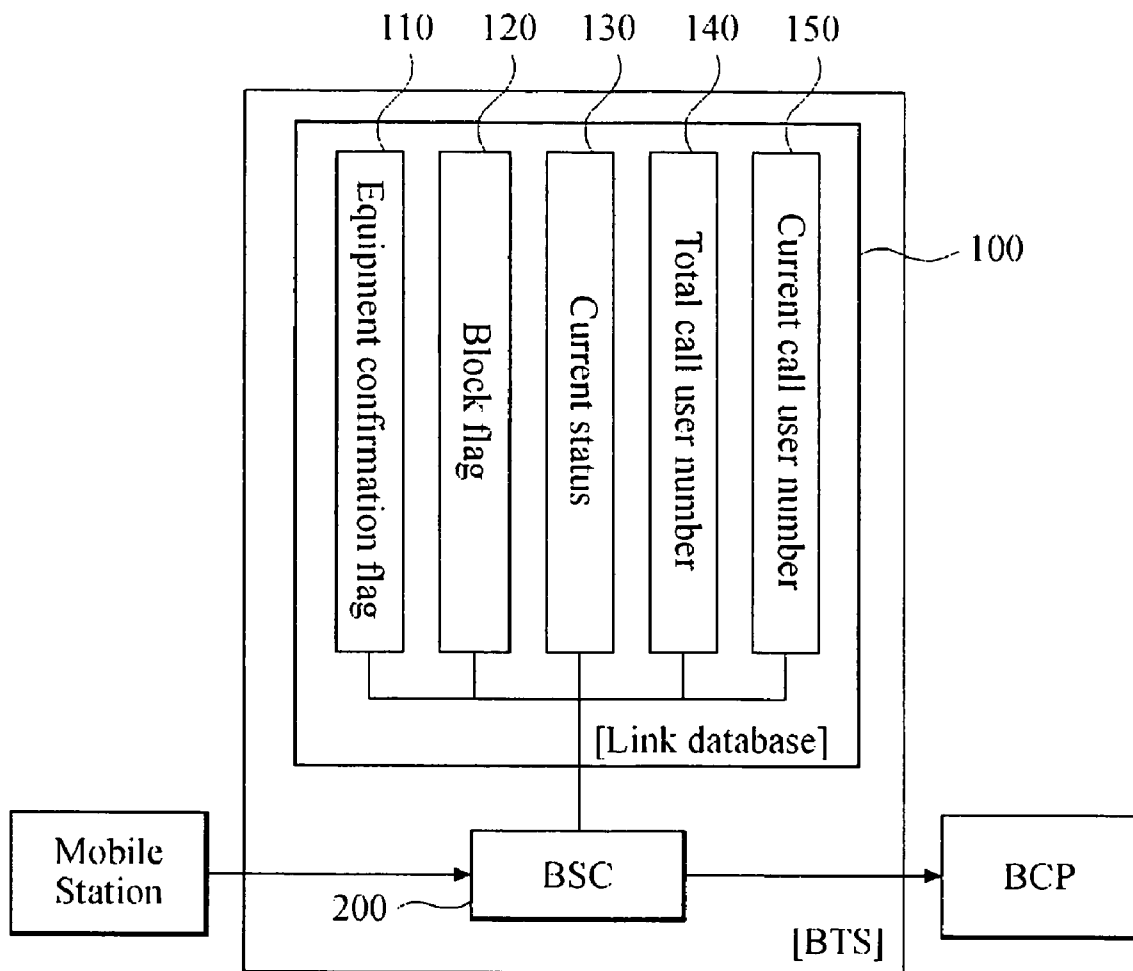 110 120 130 140 150
Equipment confirmation flag
Block flag
Current status
Total call user number
Current call user number
100
[Link database]
Mobile
Station
BSC
BCP
200
[BTS]